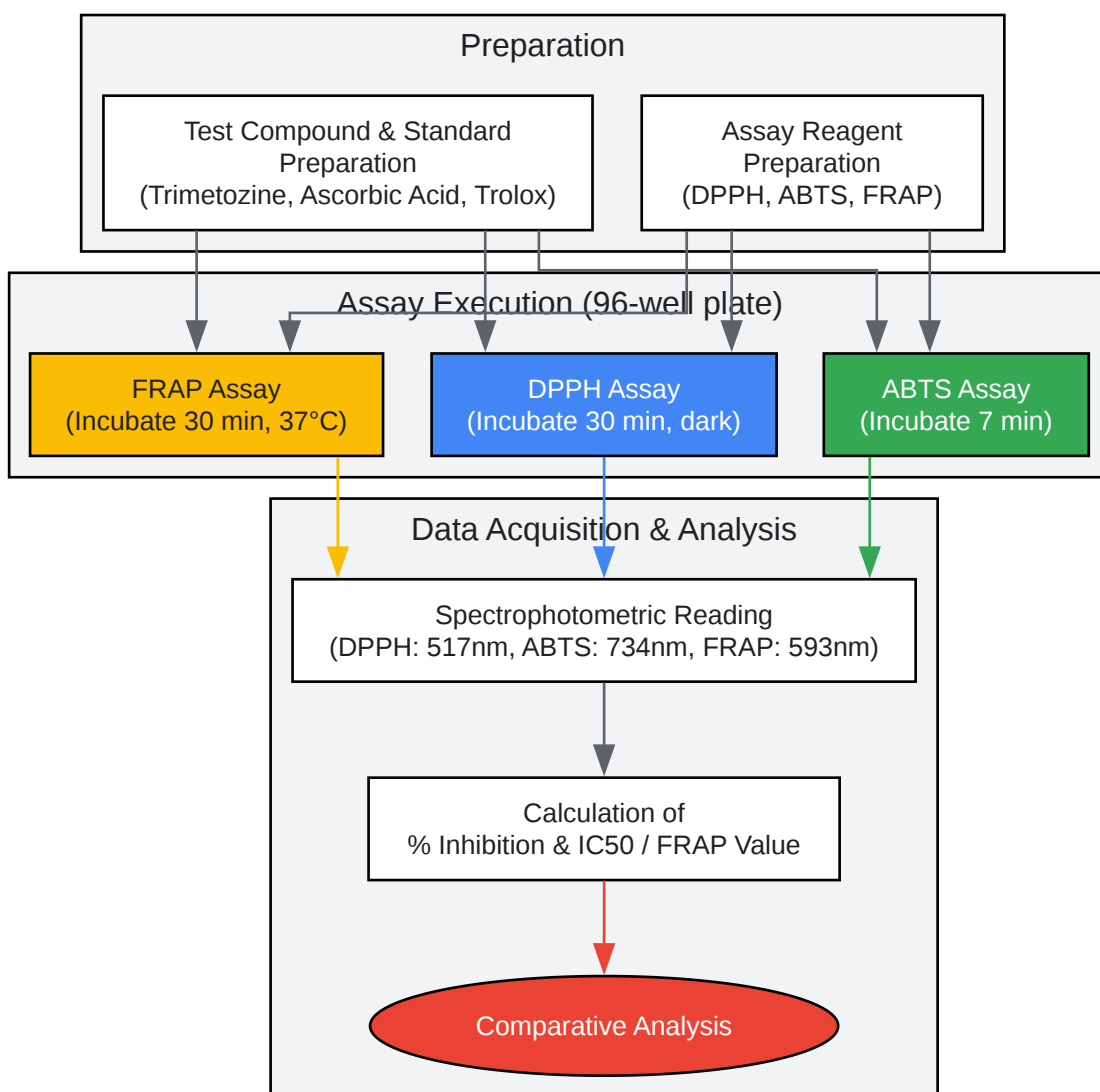 Preparation
Test Compound & Standard
Preparation
(Trimetozine, Ascorbic Acid, Trolox)
Assay Reagent
Preparation
(DPPH, ABTS, FRAP)
Assay Execution (96-well plate)
FRAP Assay
(Incubate 30 min, 37°C)
DPPH Assay
(Incubate 30 min, dark)
ABTS Assay
(Incubate 7 min)
Data Acquisition & Analysis
Spectrophotometric Reading
(DPPH: 517nm, ABTS: 734nm, FRAP: 593nm)
Calculation of
% Inhibition & IC50 / FRAP Value
Comparative Analysis